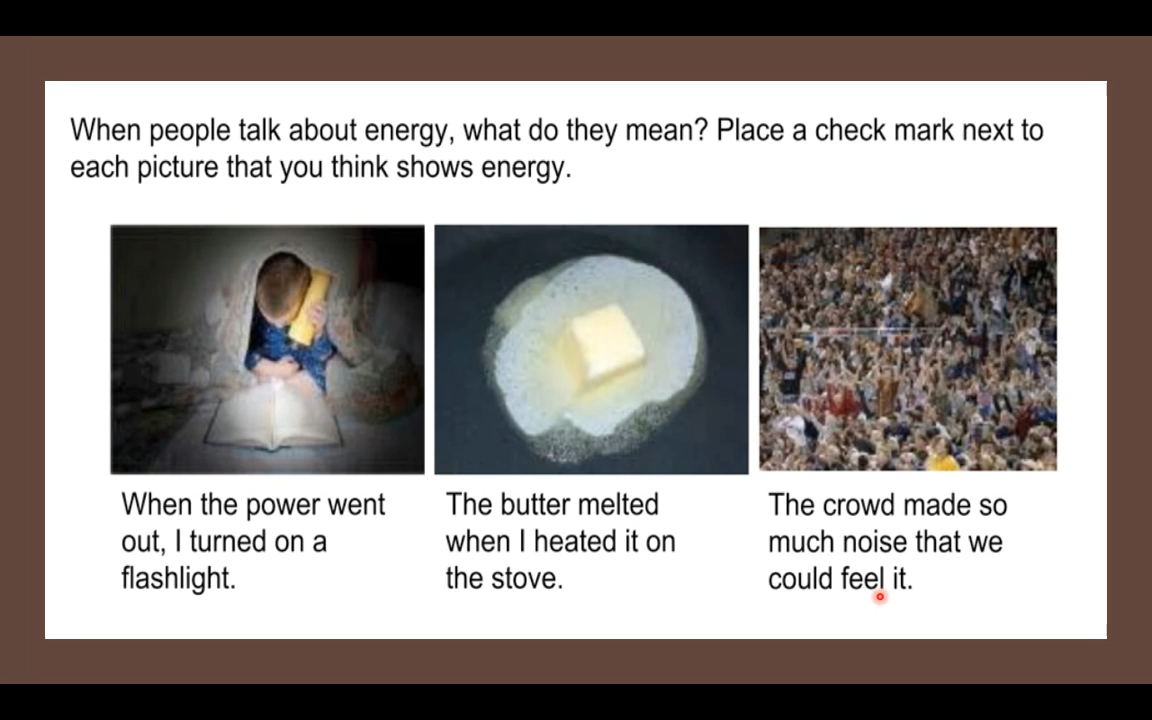 When people talk about energy, what do they mean? Place a check mark next to
each picture that you think shows energy.
When the power went
out, I turned on a
flashlight.
The butter melted
when I heated it on
the stove.
The crowd made so
much noise that we
could feel it.